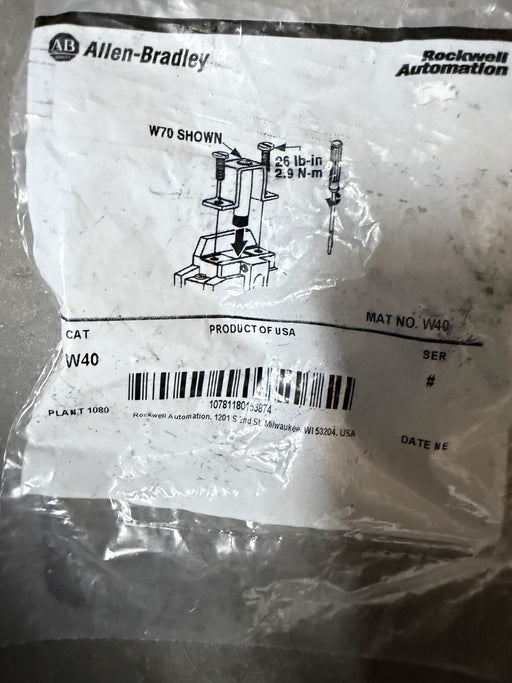 AB Allen-Bradley
Rockwell
Automation
W70 SHOWN
26 lb-in
2.9 N-m
MAT NO. W40
CAT
PRODUCT OF USA
SER
W40
#
PLANT 1080
Rockwell Automation, 1201 S 2nd St. Milwaukee, WI 53204, USA